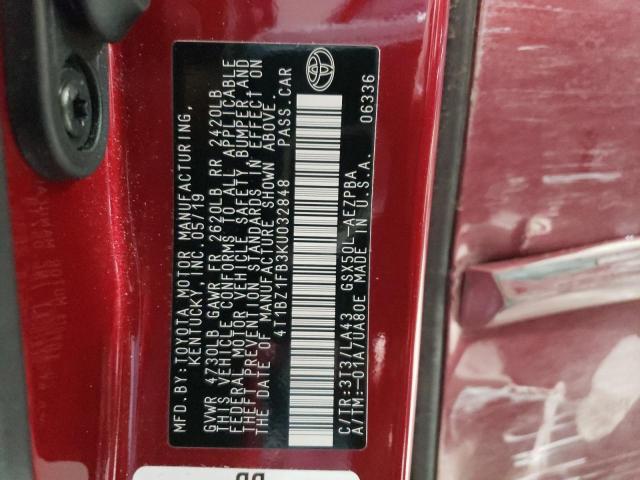 MFD.BY:TOYOTA MOTOR MANUFACTURING,
KENTUCKY, INC. 05/19
GVWR 4730LB GAWR FR 2620LB RR 2420LB
THIS VEHICLE CONFORMS TO ALL APPLICABLE
FEDERAL MOTOR VEHICLE SAFETY, BUMPER, AND
THEFT PREVENTION STANDARDS IN EFFECT ON
THE DATE OF MANUFACTURE SHOWN ABOVE.
4T1BZ1FB3KU032848 PASS.CAR
C/TR:3T3/LA43 GSX50L-AEZPBA
A/TM:-01A/UA80E MADE IN U.S.A. 06336